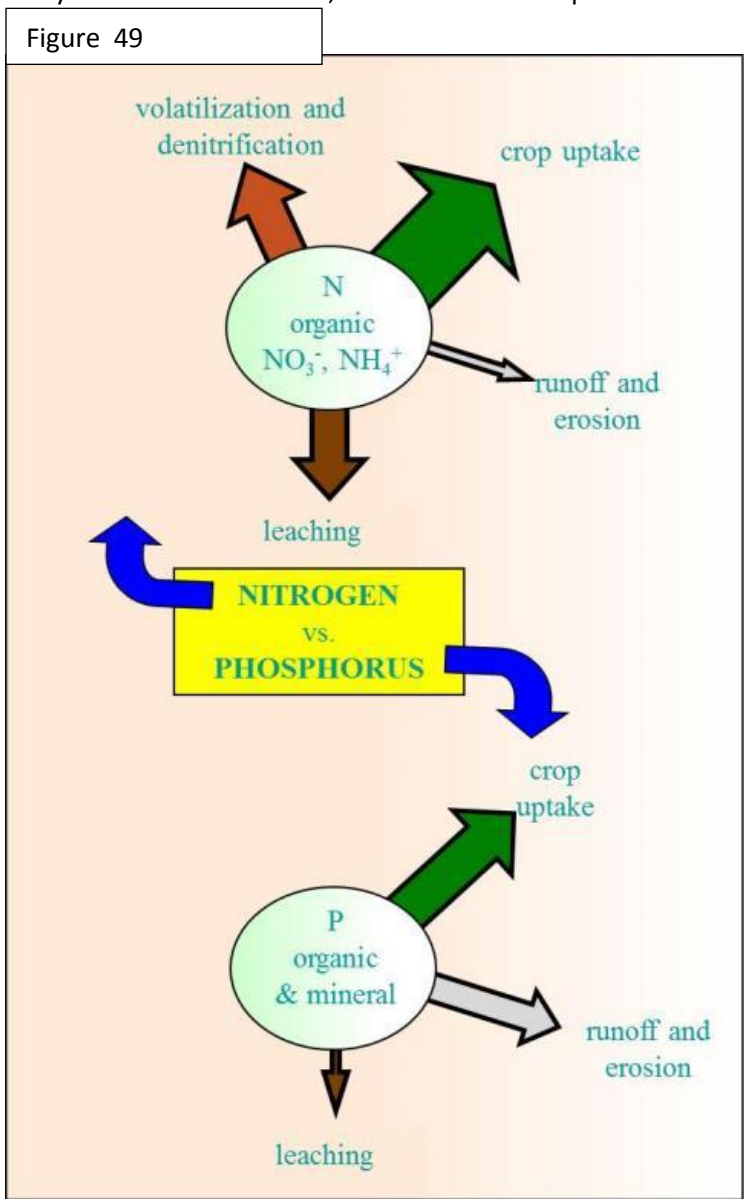 Figure 49
volatilization and
denitrification
crop uptake
N
organic
NO₃⁻, NH₄⁺
runoff and
erosion
leaching
NITROGEN
vs.
PHOSPHORUS
crop
uptake
P
organic
& mineral
runoff and
erosion
leaching